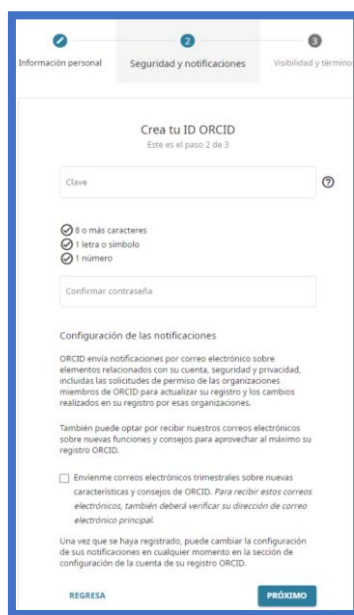 2
3
Información personal
Seguridad y notificaciones
Visibilidad y término
Crea tu ID ORCID
Este es el paso 2 de 3
Clave
?
8 o más caracteres
1 letra o símbolo
1 número
Confirmar contraseña
Configuración de las notificaciones
ORCID envía notificaciones por correo electrónico sobre
elementos relacionados con su cuenta, seguridad y privacidad,
incluidas las solicitudes de permiso de las organizaciones
miembros de ORCID para actualizar su registro y los cambios
realizados en su registro por esas organizaciones.
También puede optar por recibir nuestros correos electrónicos
sobre nuevas funciones y consejos para aprovechar al máximo su
registro ORCID.
Envíenme correos electrónicos trimestrales sobre nuevas
características y consejos de ORCID. Para recibir estos correos
electrónicos, también deberá verificar su dirección de correo
electrónico principal.
Una vez que se haya registrado, puede cambiar la configuración
de sus notificaciones en cualquier momento en la sección de
configuración de la cuenta de su registro ORCID.
REGRESA
PRÓXIMO